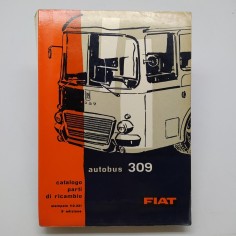 autobus 309
catalogo
parti
di ricambio
FIAT